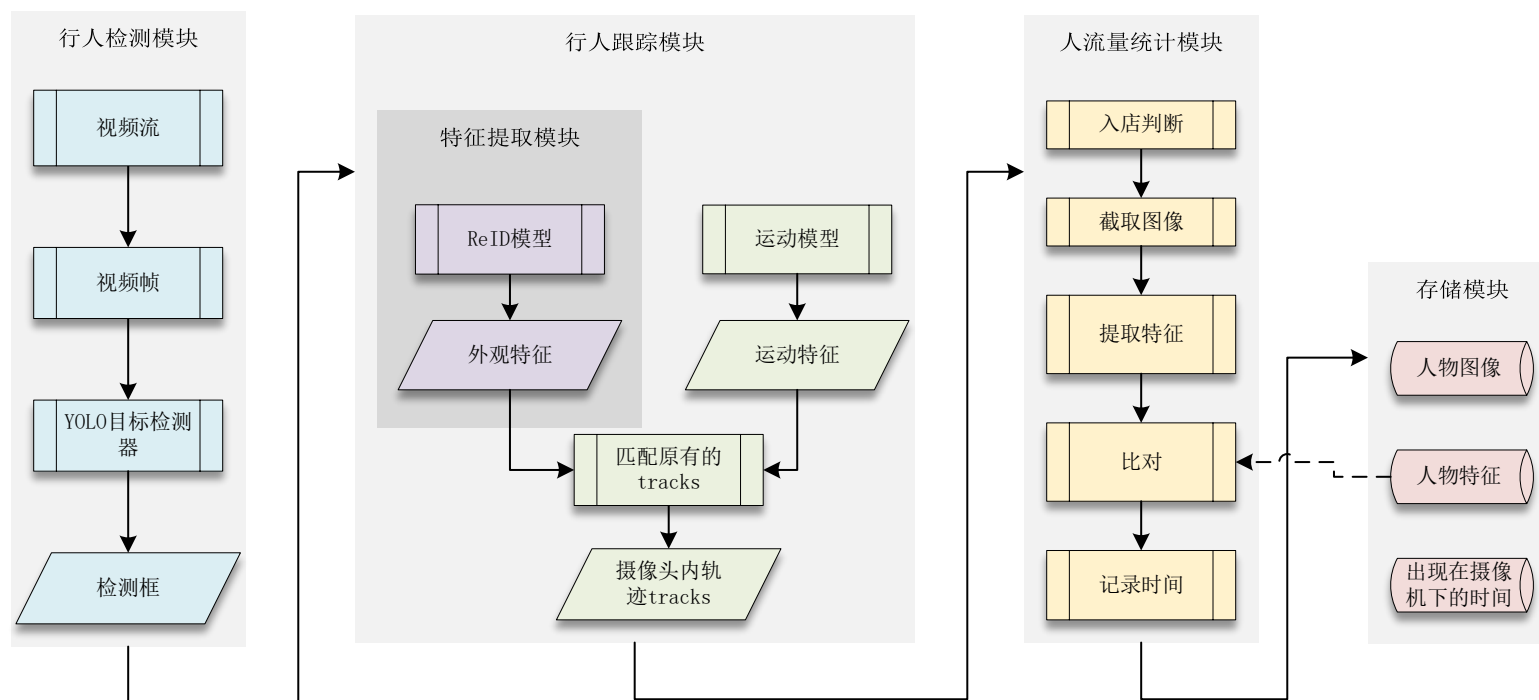 行人检测模块
视频流
视频帧
YOLO目标检测
器
检测框
行人跟踪模块
特征提取模块
ReID模型
运动模型
外观特征
运动特征
匹配原有的
tracks
摄像头内轨
迹tracks
人流量统计模块
入店判断
截取图像
提取特征
比对
记录时间
存储模块
人物图像
人物特征
出现在摄像
机下的时间